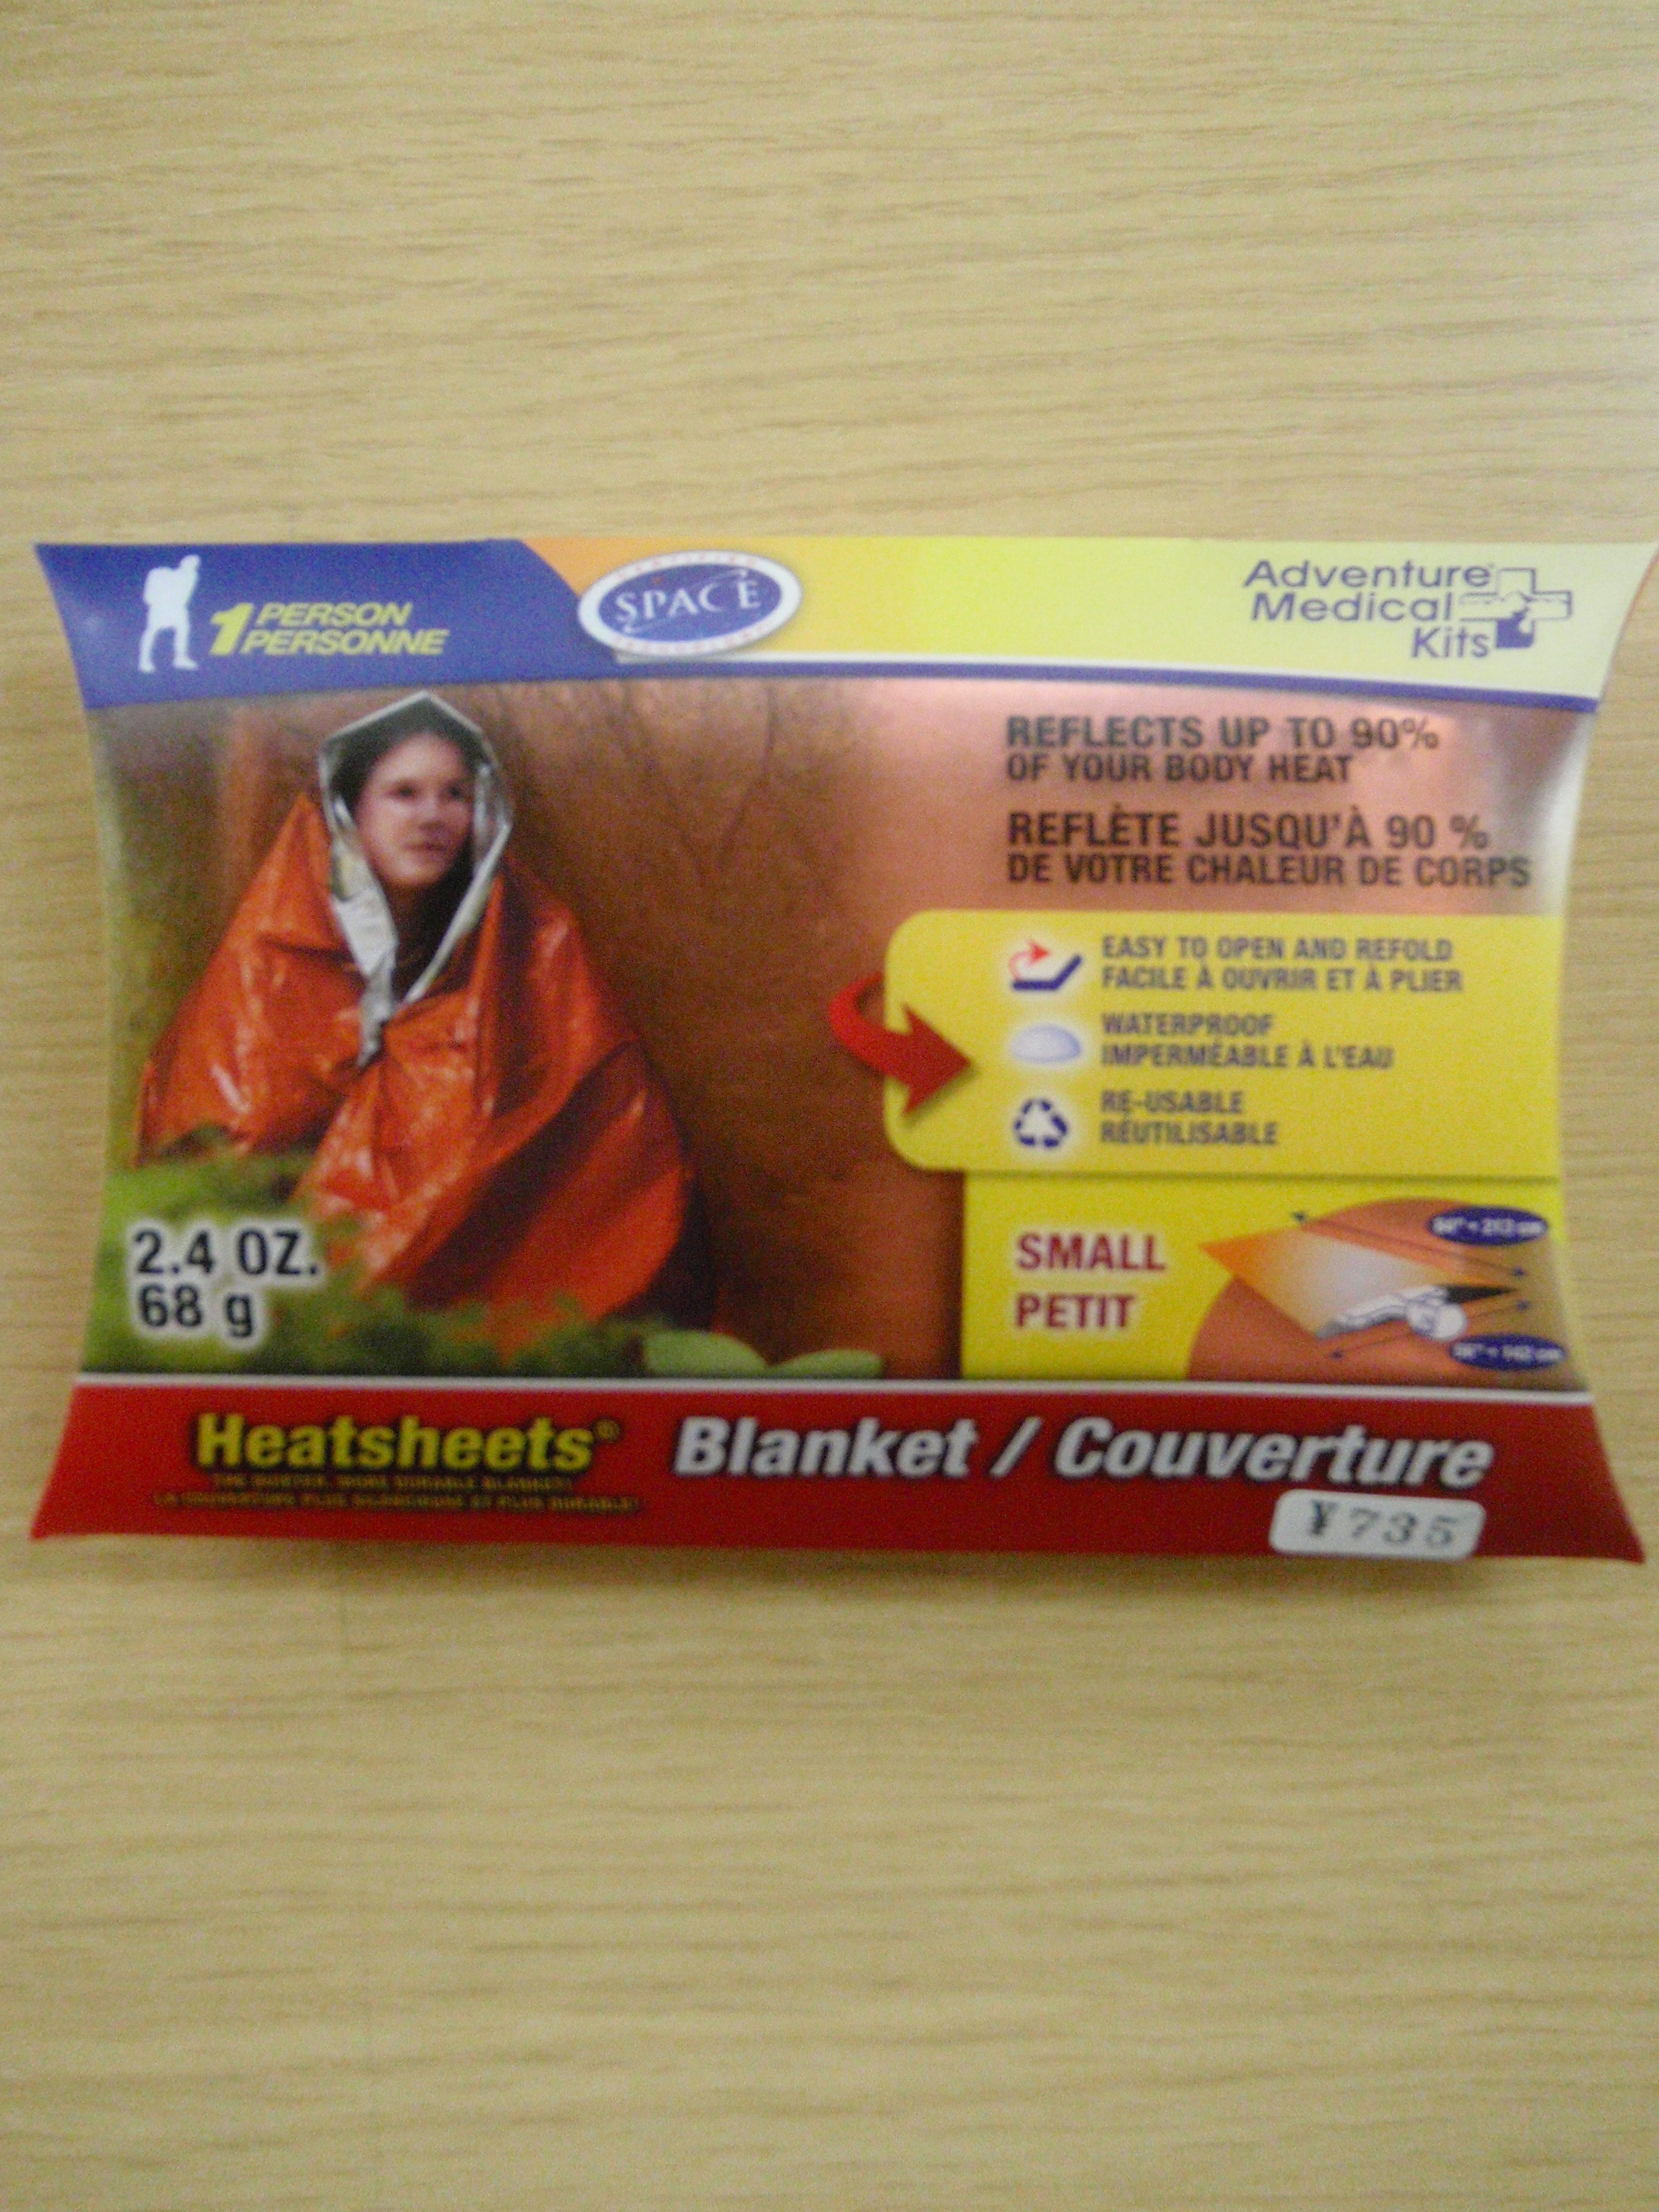 1 PERSON
PERSONNE
SPACE
Adventure
Medical
Kits
REFLECTS UP TO 90%
OF YOUR BODY HEAT
REFLÈTE JUSQU'À 90 %
DE VOTRE CHALEUR DE CORPS
EASY TO OPEN AND REFOLD
FACILE À OUVRIR ET À PLIER
WATERPROOF
IMPERMÉABLE À L'EAU
RE-USABLE
RÉUTILISABLE
2.4 OZ.
68 g
SMALL
PETIT
Heatsheets®
Blanket / Couverture
¥735